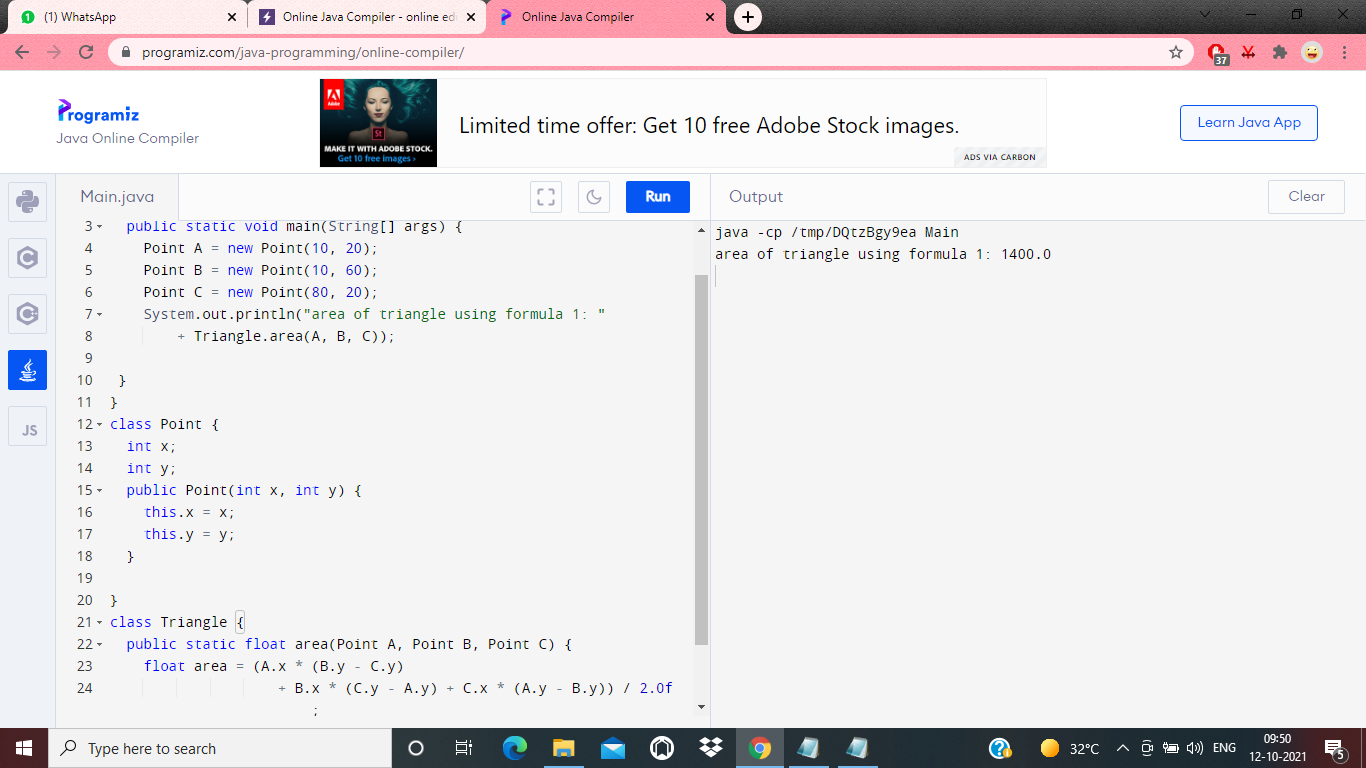 (1) WhatsApp
Online Java Compiler - online edi
Online Java Compiler
programiz.com/java-programming/online-compiler/
37
Programiz
Java Online Compiler
Adobe
St
MAKE IT WITH ADOBE STOCK.
Get 10 free images ›
Limited time offer: Get 10 free Adobe Stock images.
ADS VIA CARBON
Learn Java App
Main.java
Run
Output
Clear
3 public static void main(String[] args) {
4 Point A = new Point(10, 20);
5 Point B = new Point(10, 60);
6 Point C = new Point(80, 20);
7 System.out.println("area of triangle using formula 1: "
8 + Triangle.area(A, B, C));
9
10 }
11 }
12 class Point {
13 int x;
14 int y;
15 public Point(int x, int y) {
16 this.x = x;
17 this.y = y;
18 }
19
20 }
21 class Triangle {
22 public static float area(Point A, Point B, Point C) {
23 float area = (A.x * (B.y - C.y)
24 + B.x * (C.y - A.y) + C.x * (A.y - B.y)) / 2.0f
;
java -cp /tmp/DQtzBgy9ea Main
area of triangle using formula 1: 1400.0
JS
Type here to search
32°C
ENG
09:50
12-10-2021
5